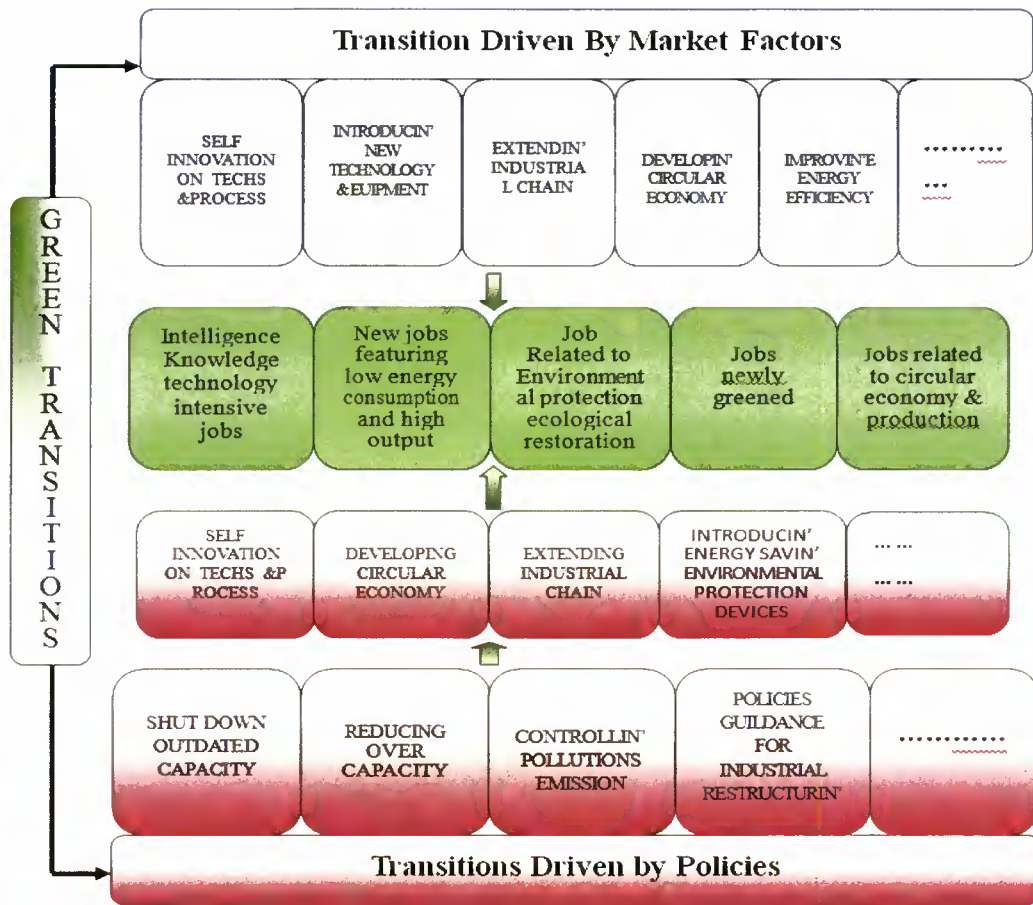 Transition Driven By Market Factors
SELF
INNOVATION
ON TECHS
&PROCESS
INTRODUCIN'
NEW
TECHNOLOGY
&EUIPMENT
EXTENDIN'
INDUSTRIA
L CHAIN
DEVELOPIN'
CIRCULAR
ECONOMY
IMPROVIN'E
ENERGY
EFFICIENCY
.........
...
GREEN TRANSITIONS
Intelligence
Knowledge
technology
intensive
jobs
New jobs
featuring
low energy
consumption
and high
output
Job
Related to
Environment
al protection
ecological
restoration
Jobs
newly
greened
Jobs related
to circular
economy &
production
SELF
INNOVATION
ON TECHS &P
ROCESS
DEVELOPING
CIRCULAR
ECONOMY
EXTENDING
INDUSTRIAL
CHAIN
INTRODUCIN'
ENERGY SAVIN'
ENVIRONMENTAL
PROTECTION
DEVICES
... ...
... ...
SHUT DOWN
OUTDATED
CAPACITY
REDUCING
OVER
CAPACITY
CONTROLLIN'
POLLUTIONS
EMISSION
POLICIES
GUILDANCE
FOR
INDUSTRIAL
RESTRUCTURIN'
............
Transitions Driven by Policies